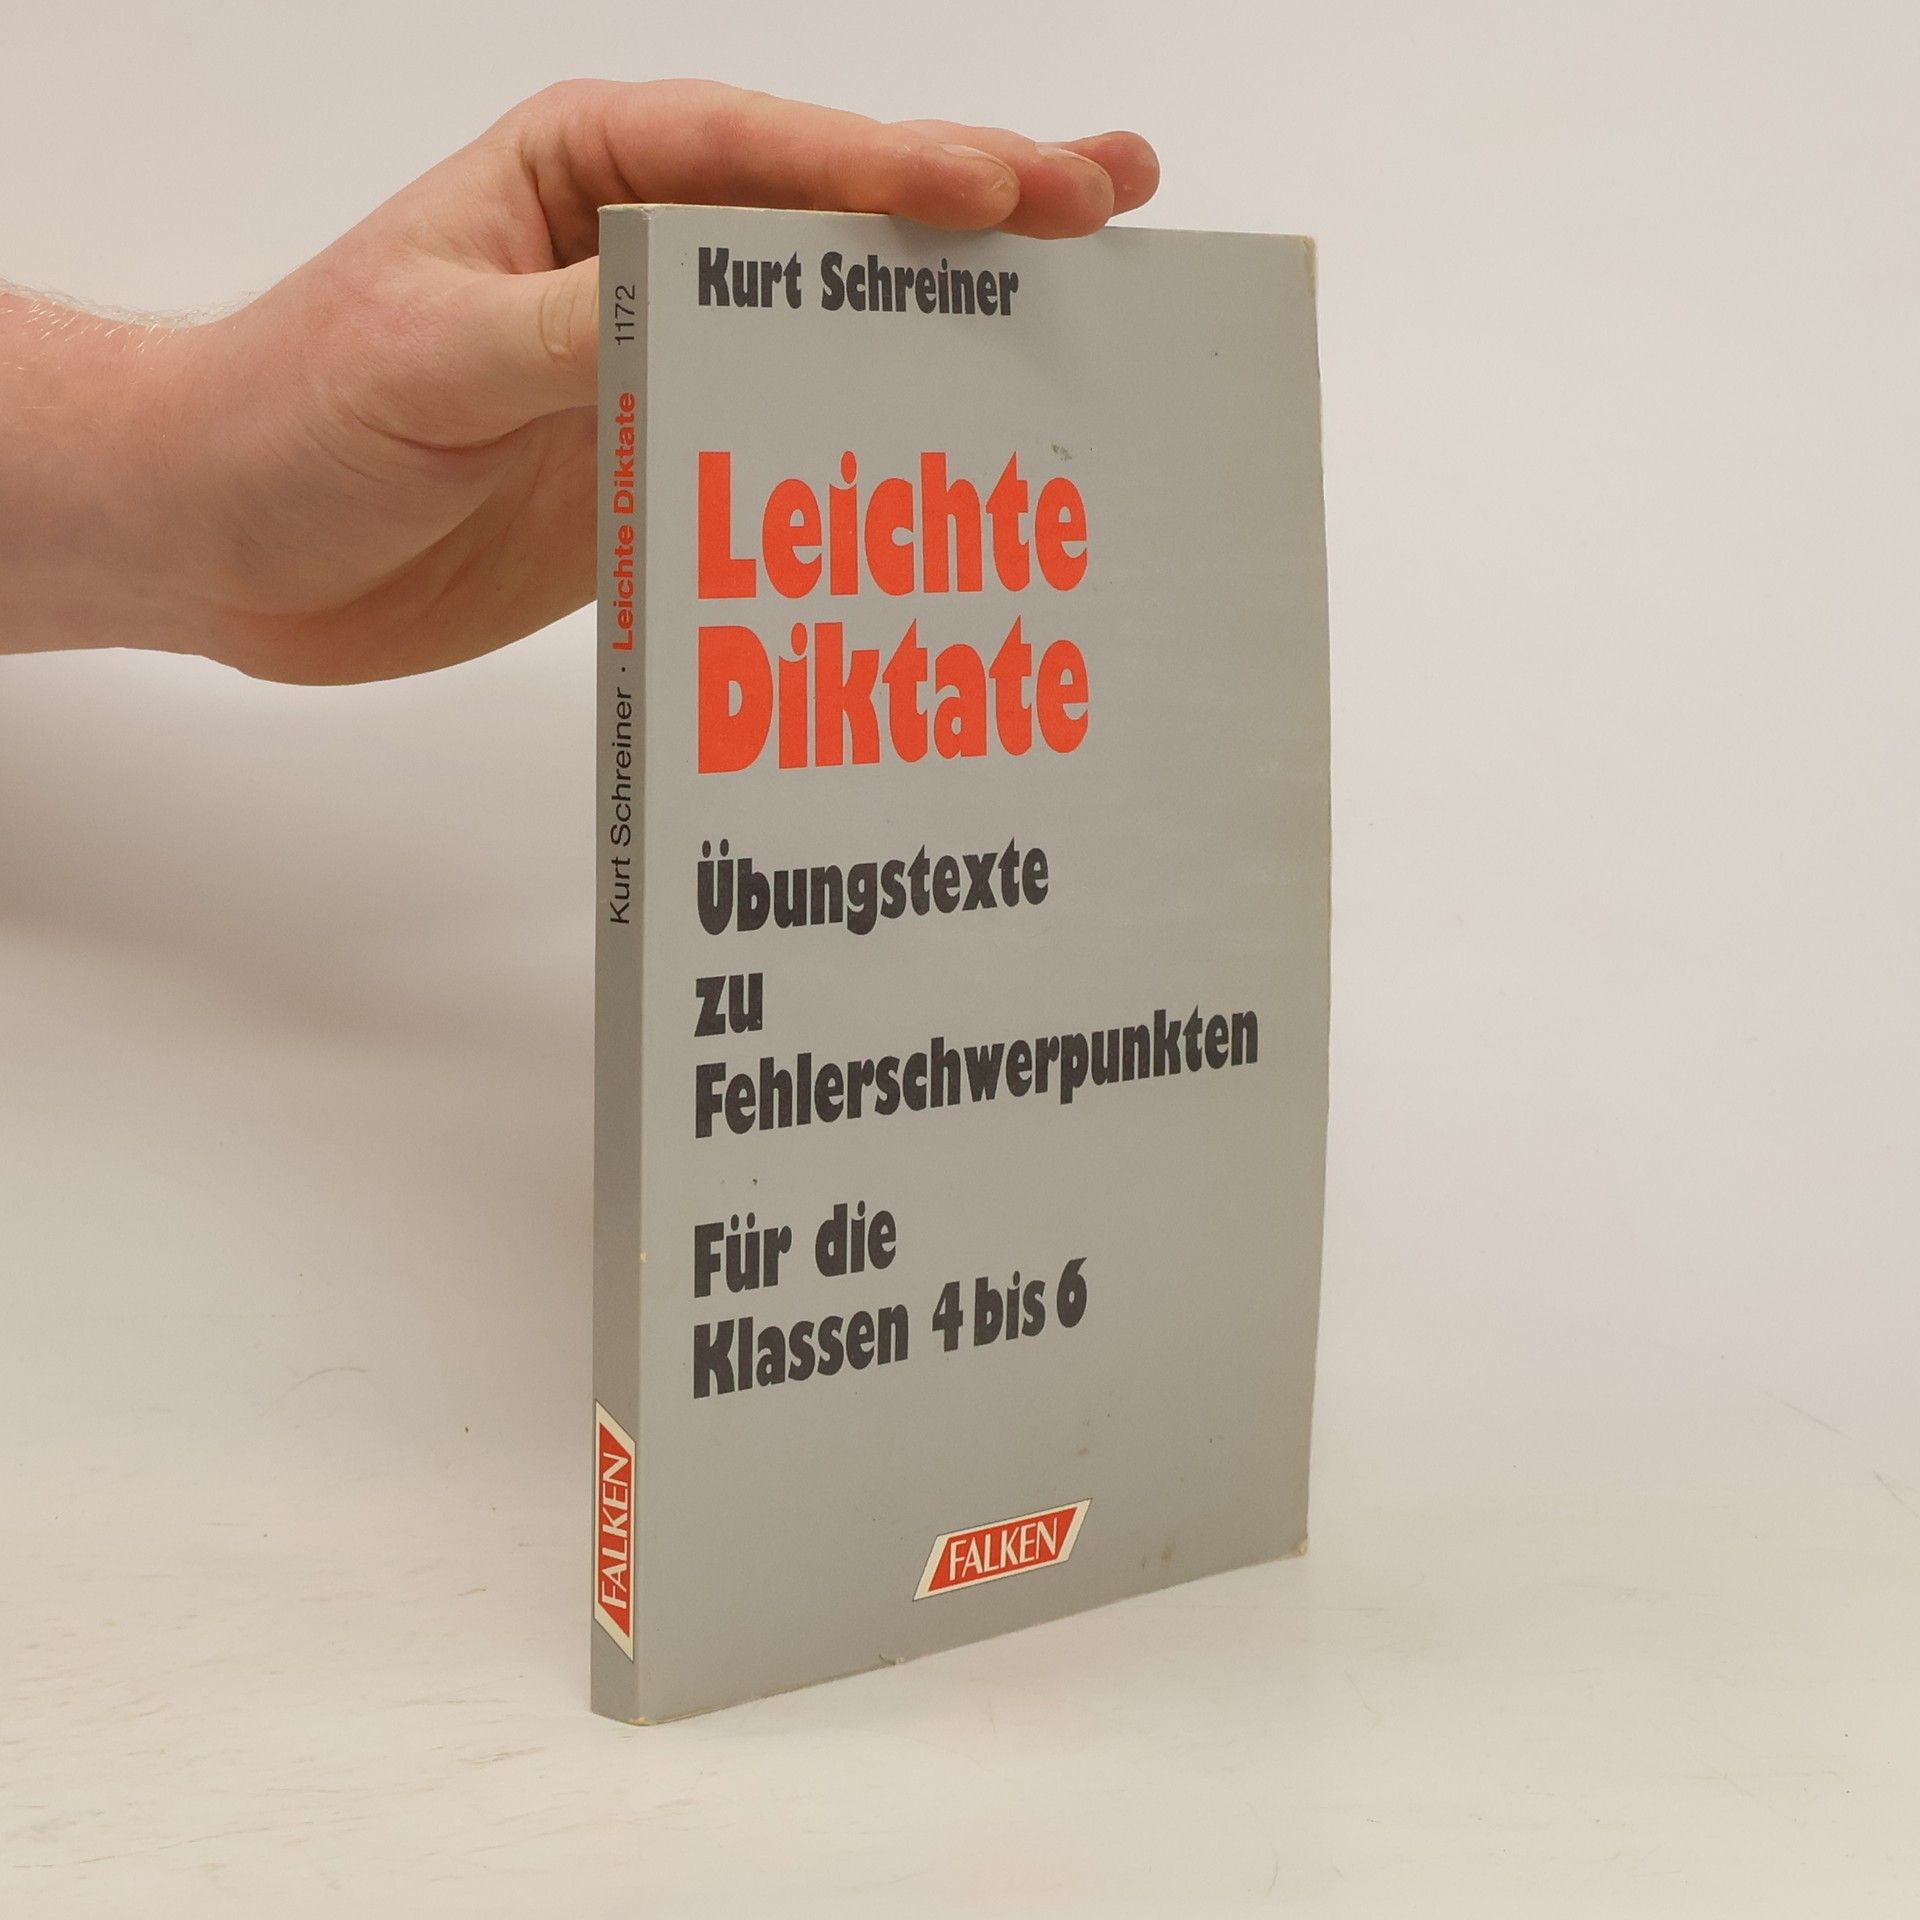 Kurt Schreiner
Leichte
Diktate
Übungstexte
zu
Fehlerschwerpunkten
Für die
Klassen 4 bis 6
FALKEN
Kurt Schreiner · Leichte Diktate 1172
FALKEN